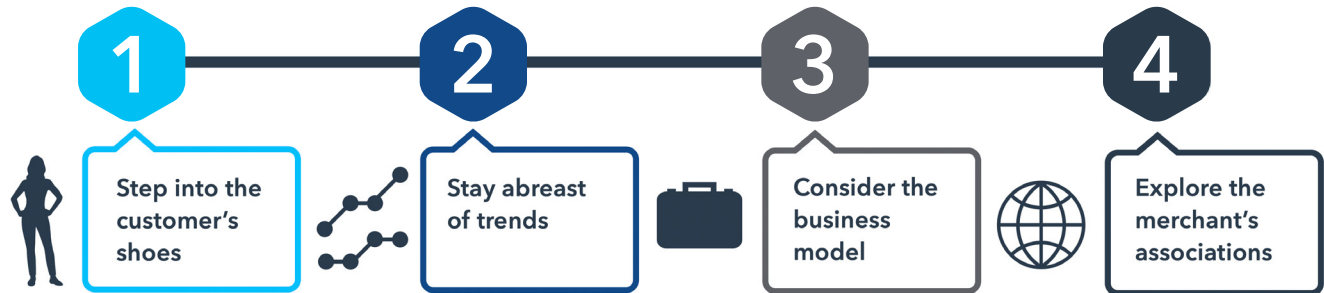 1
2
3
4
Step into the
customer's
shoes
Stay abreast
of trends
Consider the
business
model
Explore the
merchant's
associations